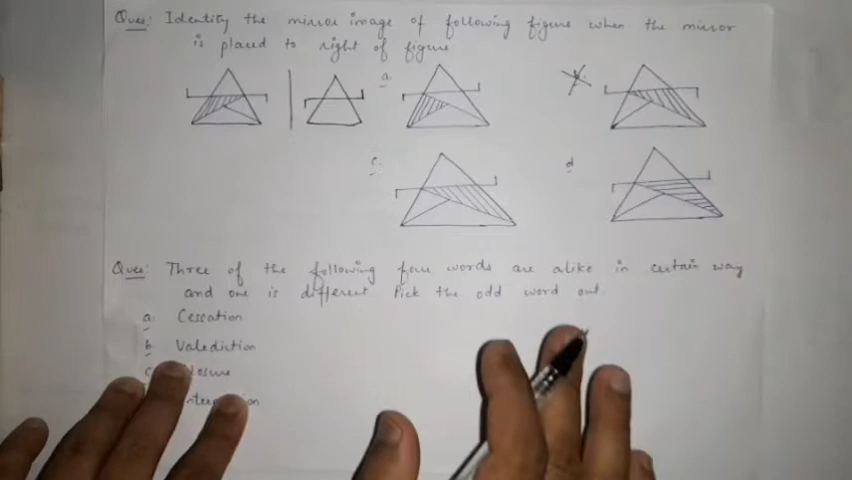 Ques: Identity the mirror image of following figure when the mirror
is placed to right of figure
a.
b.
c.
d
Ques: Three of the following four words are alike in certain way
and one is different Pick the odd word out.
a. Cessation
b. Valediction
c